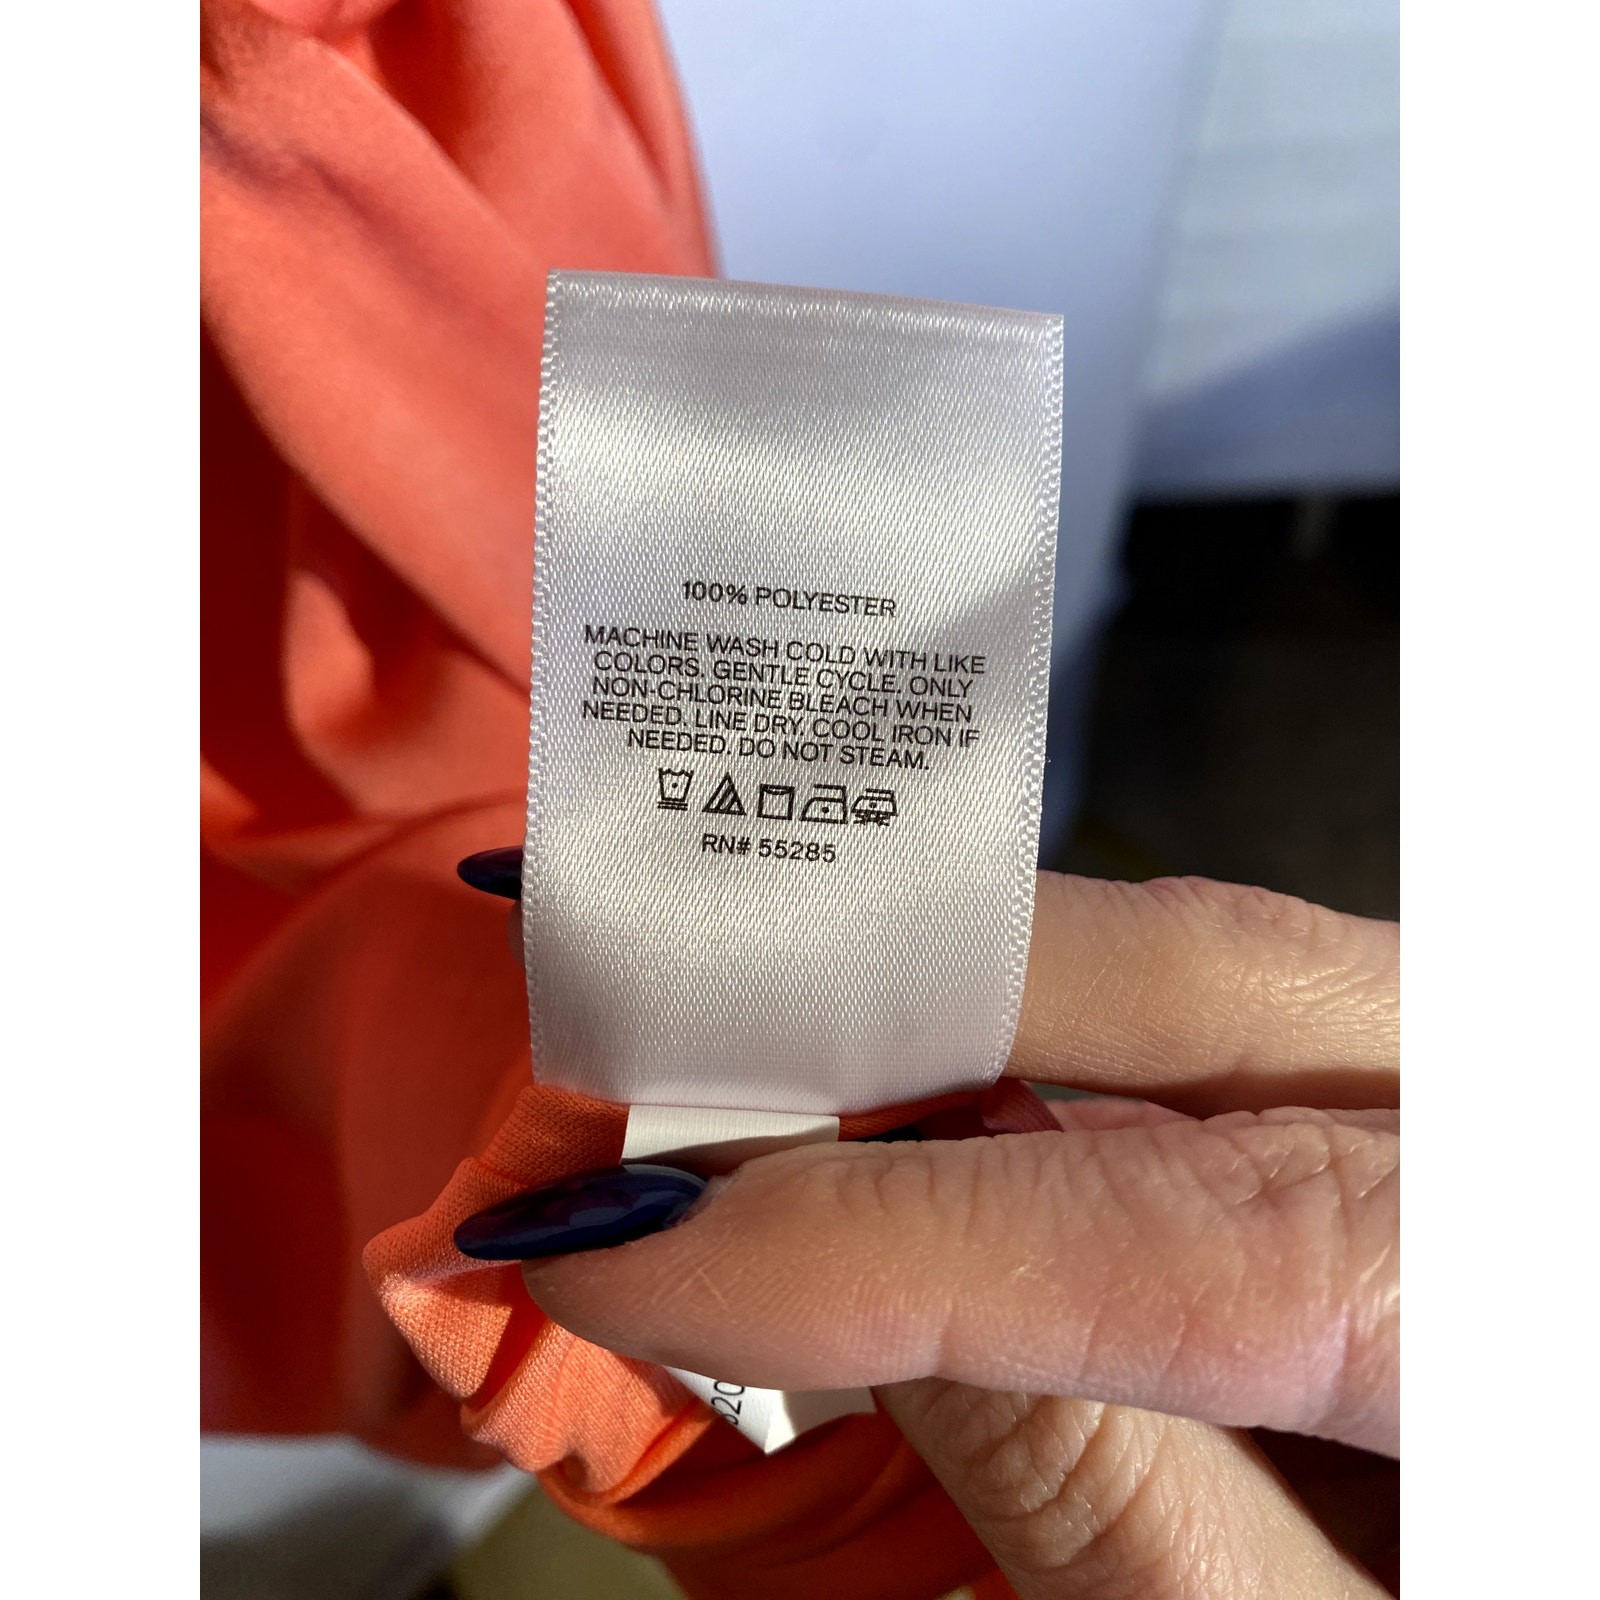 100% POLYESTER
MACHINE WASH COLD WITH LIKE
COLORS. GENTLE CYCLE. ONLY
NON-CHLORINE BLEACH WHEN
NEEDED. LINE DRY. COOL IRON IF
NEEDED. DO NOT STEAM.
RN# 55285